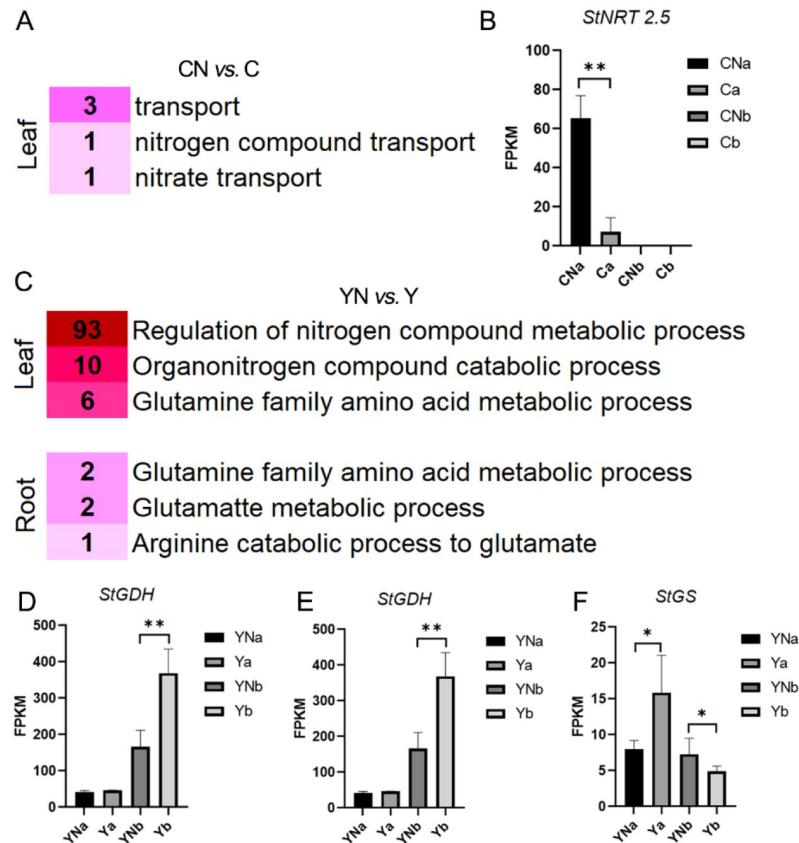 A
CN vs. C
Leaf
3 transport
1 nitrogen compound transport
1 nitrate transport
B
StNRT 2.5
FPKM
100
80
60
40
20
0
**
CNa
Ca
CNb
Cb
CNa
Ca
CNb
Cb
C
YN vs. Y
Leaf
93 Regulation of nitrogen compound metabolic process
10 Organonitrogen compound catabolic process
6 Glutamine family amino acid metabolic process
Root
2 Glutamine family amino acid metabolic process
2 Glutamatte metabolic process
1 Arginine catabolic process to glutamate
D
StGDH
FPKM
500
400
300
200
100
0
**
YNa
Ya
YNb
Yb
YNa
Ya
YNb
Yb
E
StGDH
FPKM
500
400
300
200
100
0
**
YNa
Ya
YNb
Yb
YNa
Ya
YNb
Yb
F
StGS
FPKM
25
20
15
10
5
0
*
*
YNa
Ya
YNb
Yb
YNa
Ya
YNb
Yb